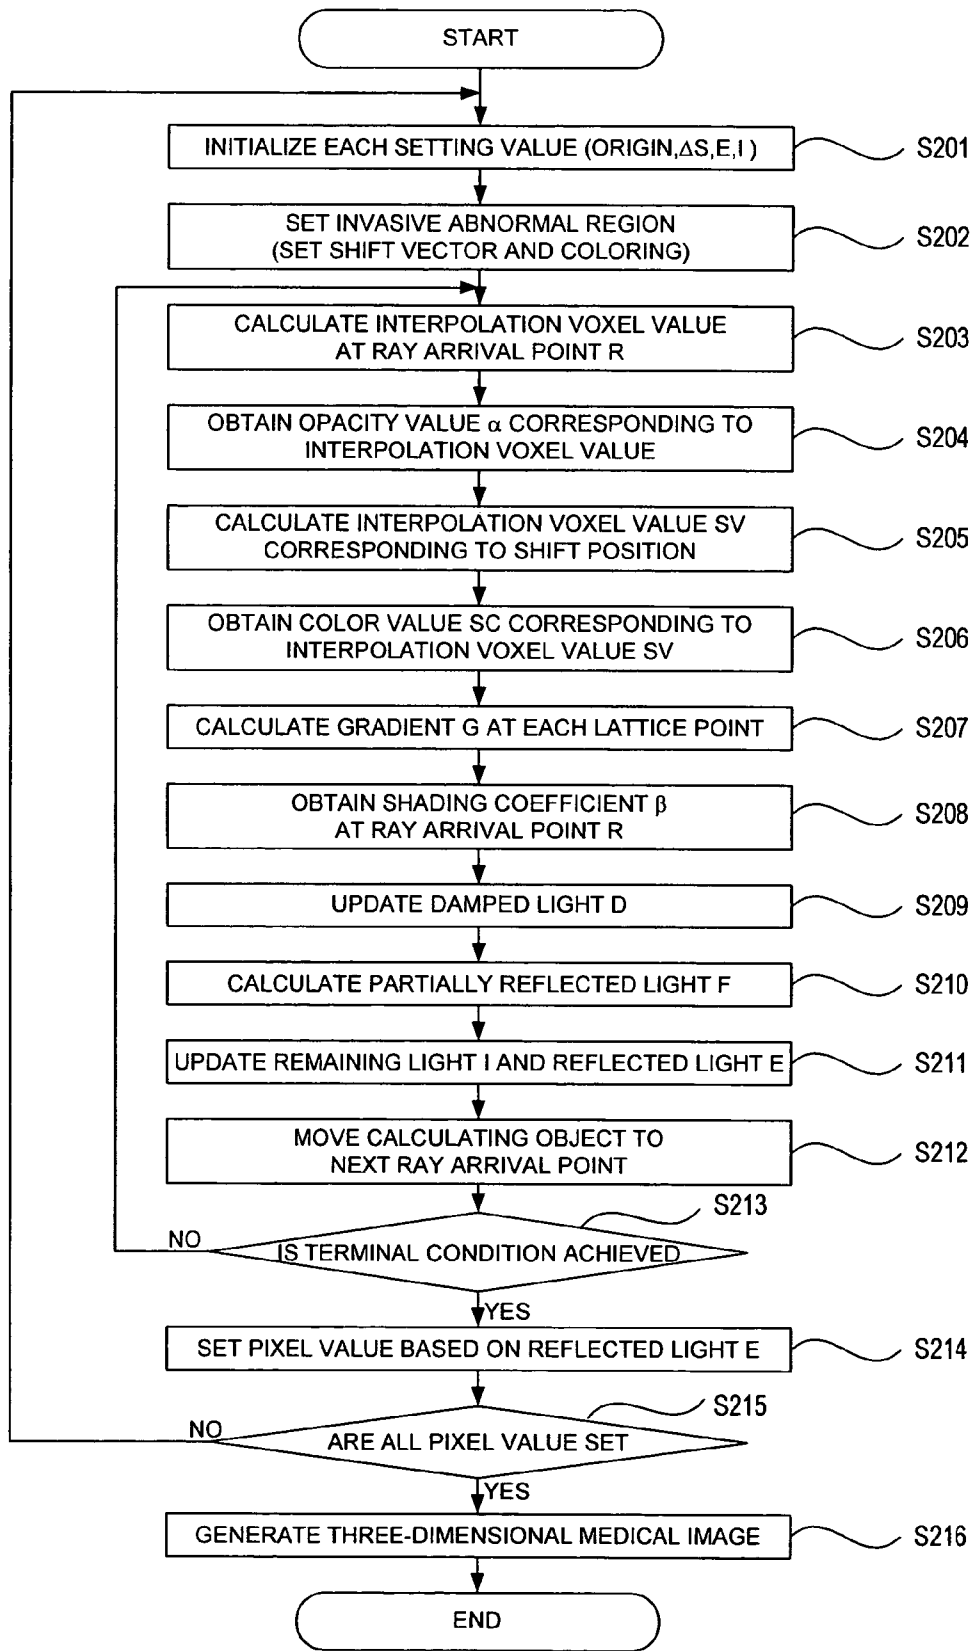 START
INITIALIZE EACH SETTING VALUE (ORIGIN,ΔS,E,I )
S201
SET INVASIVE ABNORMAL REGION
(SET SHIFT VECTOR AND COLORING)
S202
CALCULATE INTERPOLATION VOXEL VALUE
AT RAY ARRIVAL POINT R
S203
OBTAIN OPACITY VALUE α CORRESPONDING TO
INTERPOLATION VOXEL VALUE
S204
CALCULATE INTERPOLATION VOXEL VALUE SV
CORRESPONDING TO SHIFT POSITION
S205
OBTAIN COLOR VALUE SC CORRESPONDING TO
INTERPOLATION VOXEL VALUE SV
S206
CALCULATE GRADIENT G AT EACH LATTICE POINT
S207
OBTAIN SHADING COEFFICIENT β
AT RAY ARRIVAL POINT R
S208
UPDATE DAMPED LIGHT D
S209
CALCULATE PARTIALLY REFLECTED LIGHT F
S210
UPDATE REMAINING LIGHT I AND REFLECTED LIGHT E
S211
MOVE CALCULATING OBJECT TO
NEXT RAY ARRIVAL POINT
S212
S213
NO
IS TERMINAL CONDITION ACHIEVED
YES
SET PIXEL VALUE BASED ON REFLECTED LIGHT E
S214
S215
NO
ARE ALL PIXEL VALUE SET
YES
GENERATE THREE-DIMENSIONAL MEDICAL IMAGE
S216
END